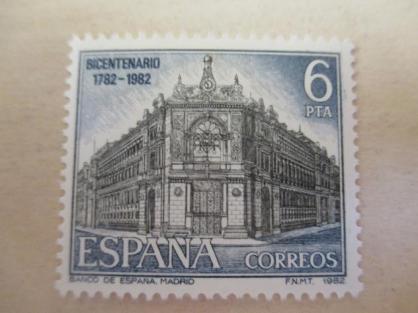 BICENTENARIO
1782-1982
6
PTA
ESPAÑA CORREOS
BANCO DE ESPAÑA. MADRID F.N.M.T. 1982